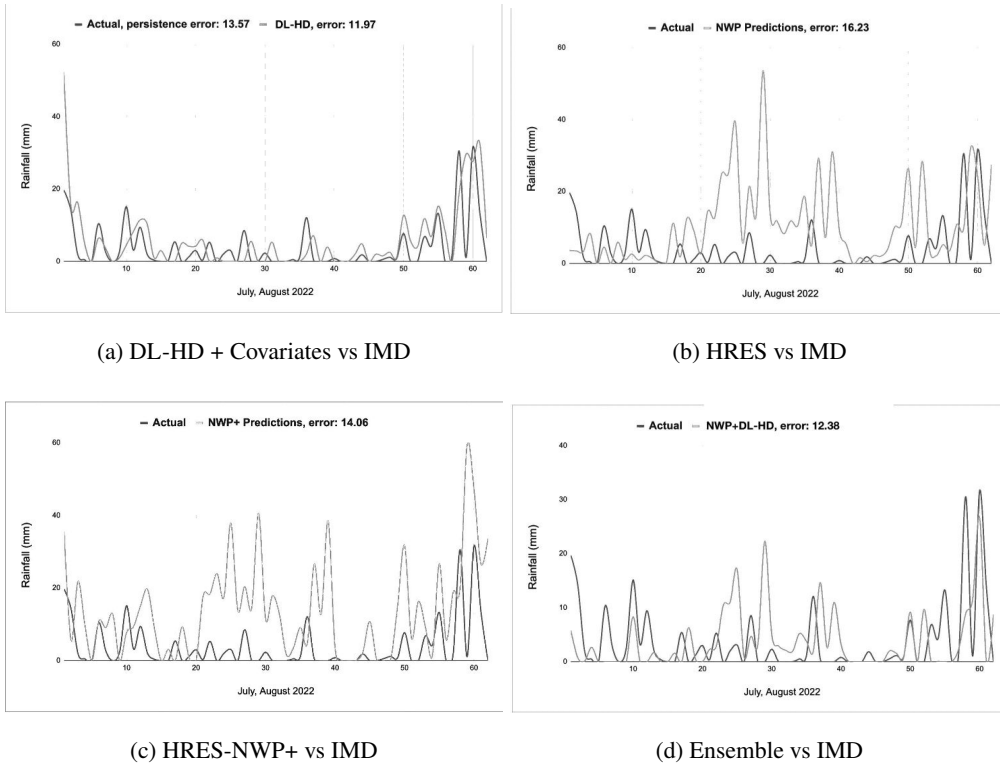 Actual, persistence error: 13.57 DL-HD, error: 11.97
60
40
20
0
Rainfall (mm)
10 20 30 40 50 60
July, August 2022
(a) DL-HD + Covariates vs IMD
Actual NWP Predictions, error: 16.23
60
40
20
0
Rainfall (mm)
10 20 30 40 50 60
July, August 2022
(b) HRES vs IMD
Actual NWP+ Predictions, error: 14.06
60
40
20
0
Rainfall (mm)
10 20 30 40 50 60
July, August 2022
(c) HRES-NWP+ vs IMD
Actual NWP+DL-HD, error: 12.38
40
30
20
10
0
Rainfall (mm)
10 20 30 40 50 60
July, August 2022
(d) Ensemble vs IMD